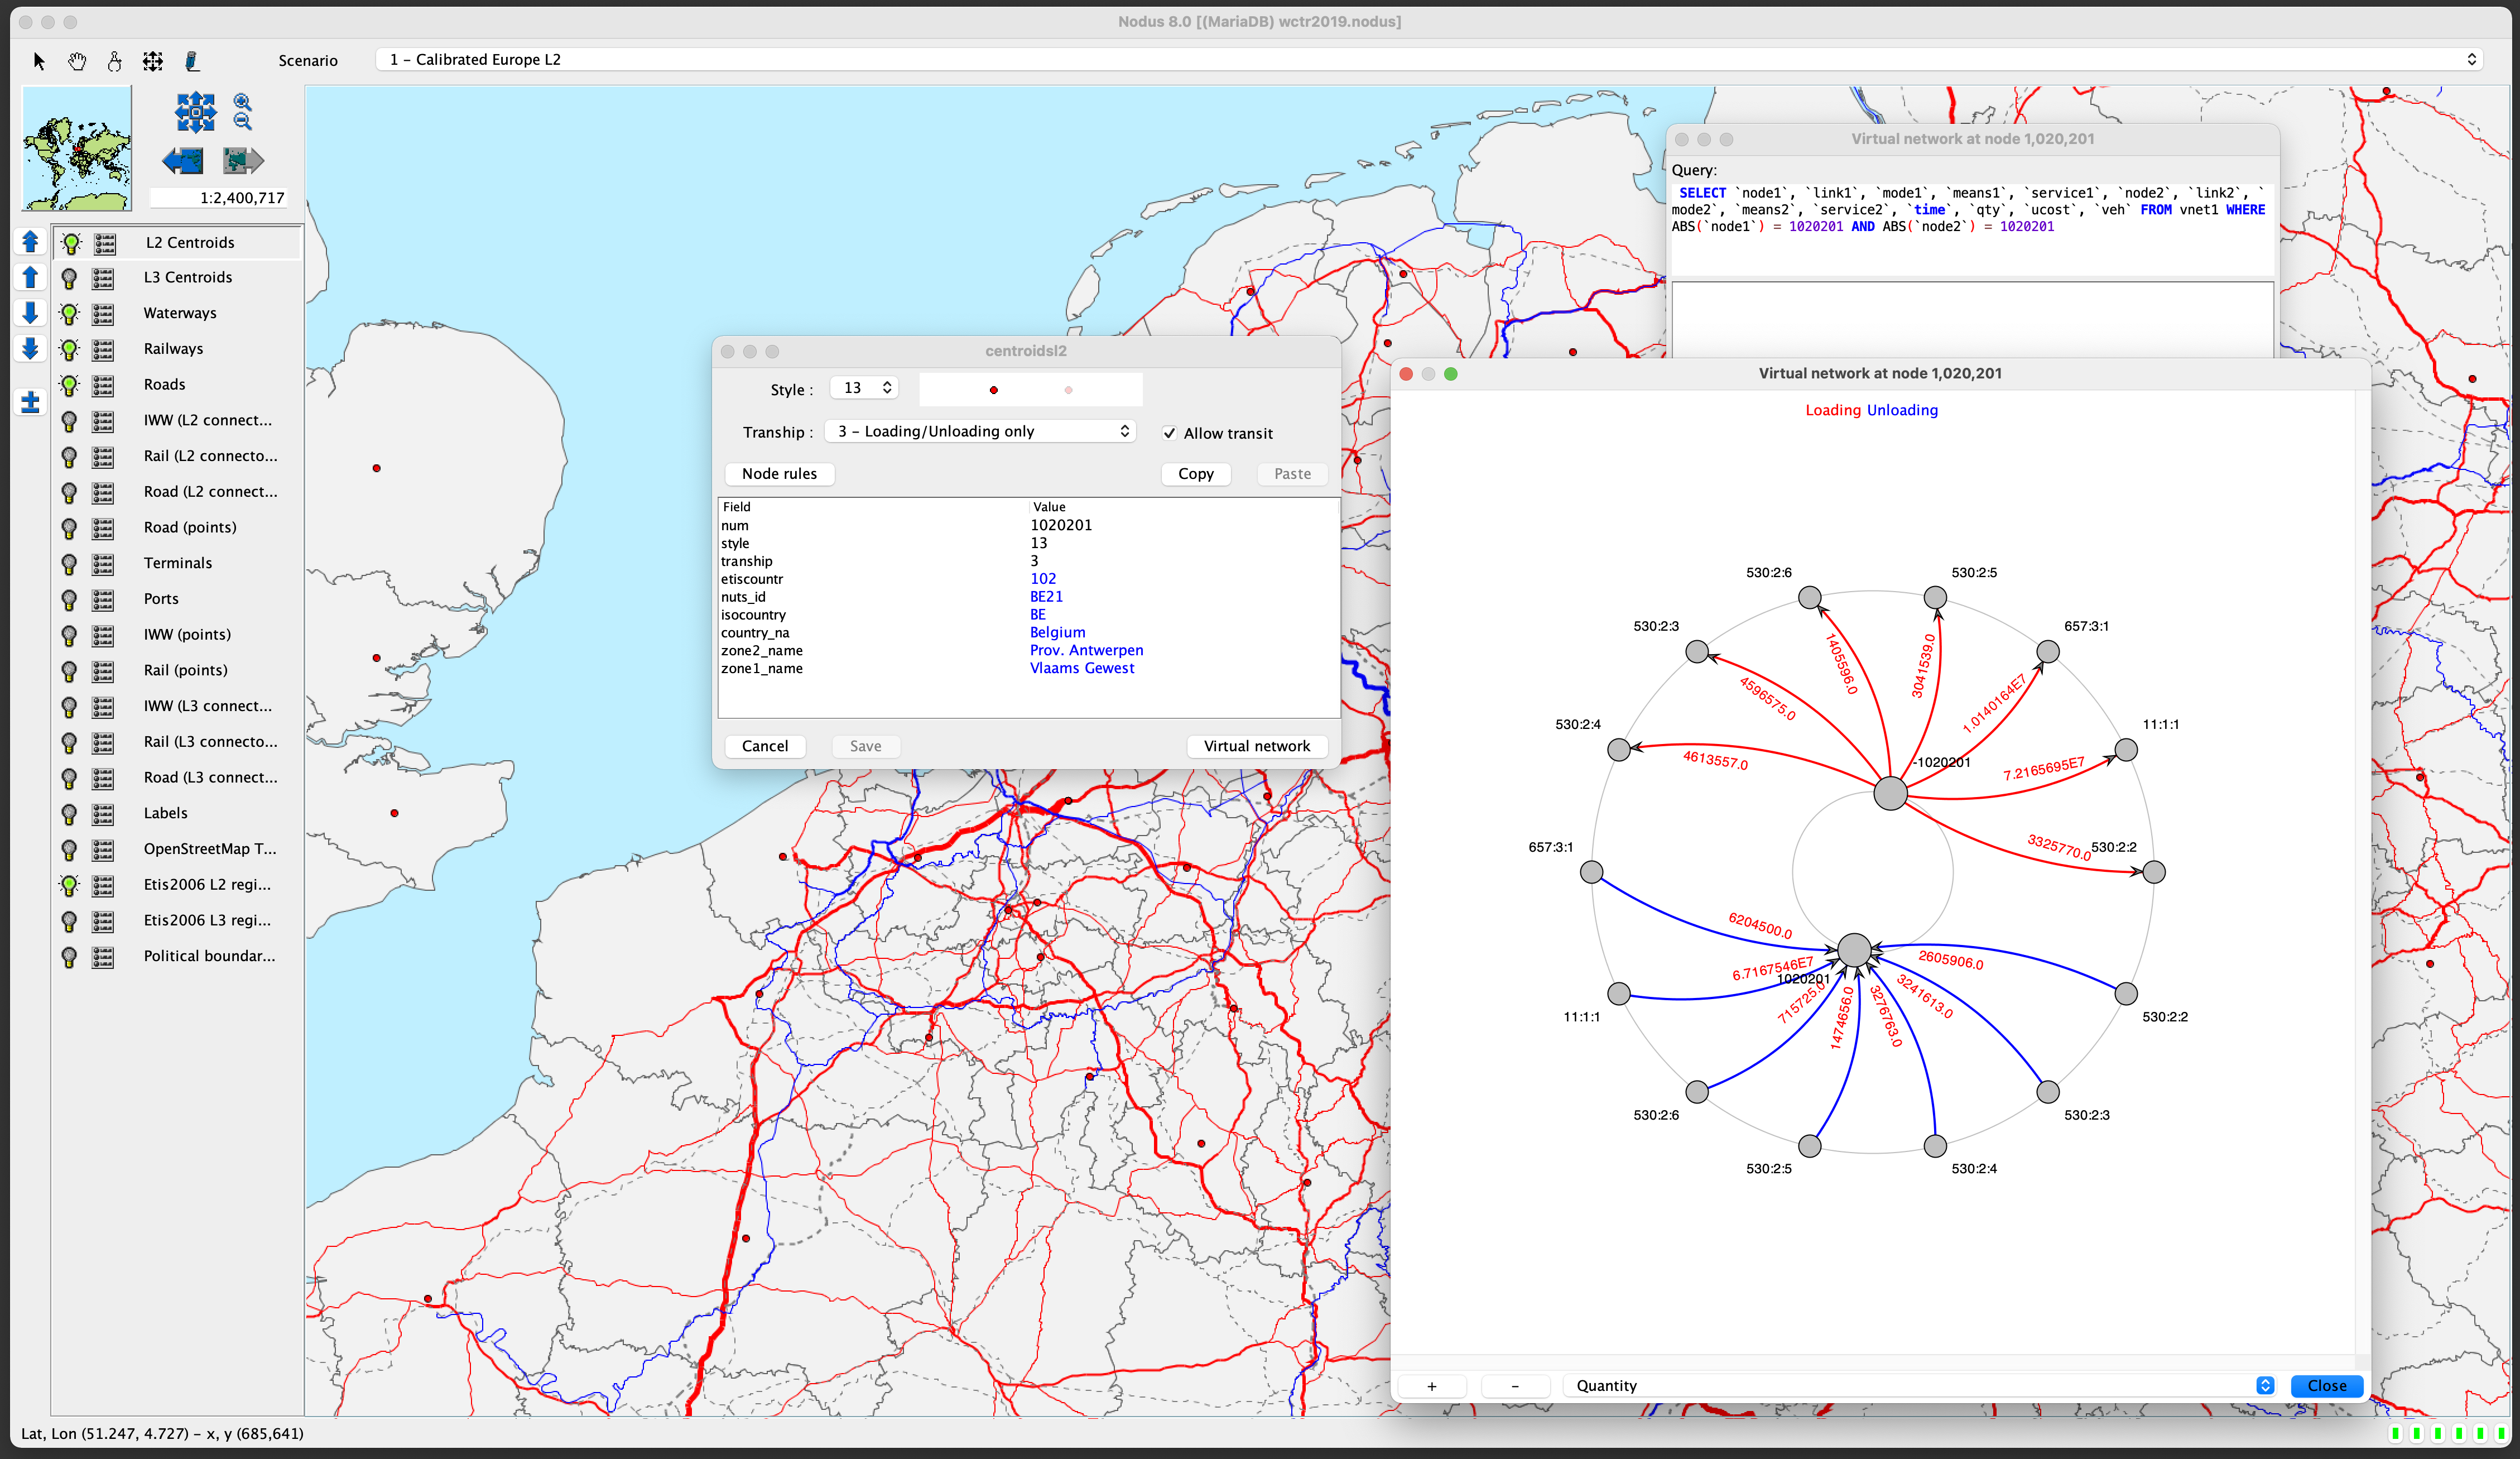 Nodus 8.0 [(MariaDB) wctr2019.nodus]
Scenario
1 - Calibrated Europe L2
1:2,400,717
L2 Centroids
L3 Centroids
Waterways
Railways
Roads
IWW (L2 connect...
Rail (L2 connecto...
Road (L2 connect...
Road (points)
Terminals
Ports
IWW (points)
Rail (points)
IWW (L3 connect...
Rail (L3 connecto...
Road (L3 connect...
Labels
OpenStreetMap T...
Etis2006 L2 regi...
Etis2006 L3 regi...
Political boundar...
centroidsl2
Style :
13
Tranship :
3 - Loading/Unloading only
Allow transit
Node rules
Copy
Paste
Field Value
num 1020201
style 13
tranship 3
etiscountr 102
nuts_id BE21
isocountry BE
country_na Belgium
zone2_name Prov. Antwerpen
zone1_name Vlaams Gewest
Cancel
Save
Virtual network
Virtual network at node 1,020,201
Query:
SELECT `node1`, `link1`, `mode1`, `means1`, `service1`, `node2`, `link2`, `
mode2`, `means2`, `service2`, `time`, `qty`, `ucost`, `veh` FROM vnet1 WHERE
ABS(`node1`) = 1020201 AND ABS(`node2`) = 1020201
Virtual network at node 1,020,201
Loading Unloading
530:2:6
530:2:5
530:2:3
657:3:1
1405596.0
3041539.0
4596575.0
1.0140164E7
530:2:4
11:1:1
4613557.0
-1020201
7.2165695E7
3325770.0
530:2:2
657:3:1
6204500.0
6.7167546E7
2605906.0
1020201
715725.0
1474656.0
3276763.0
3241613.0
11:1:1
530:2:2
530:2:6
530:2:3
530:2:5
530:2:4
+
-
Quantity
Close
Lat, Lon (51.247, 4.727) - x, y (685,641)